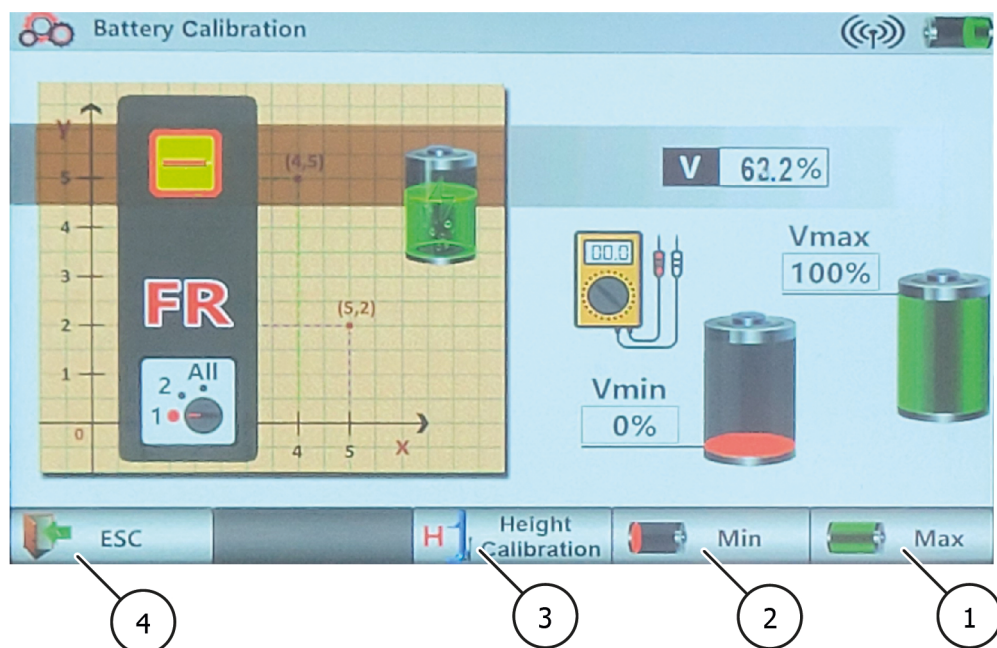 Battery Calibration
y
(4,5)
V 63.2%
5
4
00.0
Vmax
100%
3
FR
(5,2)
2
1
All
2
1
Vmin
0%
0
4
5
X
ESC
H
Height
Calibration
Min
Max
4
3
2
1